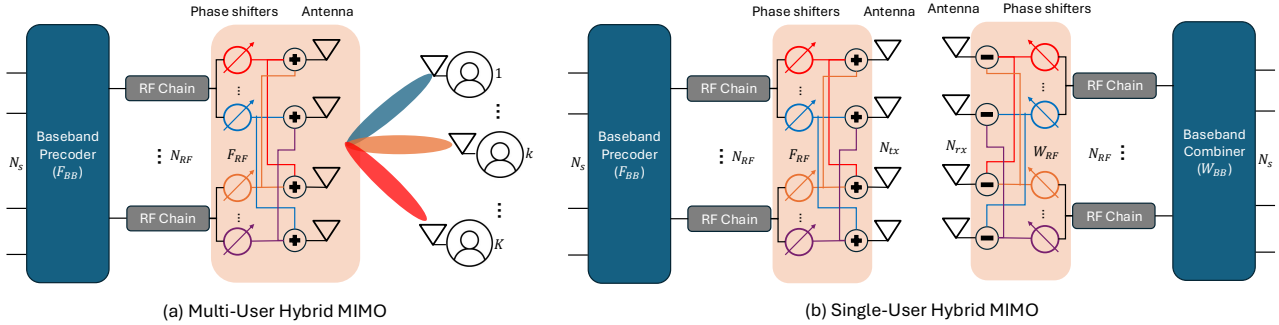 Phase shifters
Antenna
N_s
Baseband
Precoder
(F_BB)
RF Chain
⋮ N_RF
RF Chain
...
F_RF
...
1
⋮
k
⋮
K
(a) Multi-User Hybrid MIMO
Phase shifters
Antenna
Antenna
Phase shifters
N_s
Baseband
Precoder
(F_BB)
RF Chain
⋮ N_RF
RF Chain
...
F_RF
...
N_tx
N_rx
...
W_RF
...
RF Chain
N_RF ⋮
RF Chain
Baseband
Combiner
(W_BB)
N_s
(b) Single-User Hybrid MIMO